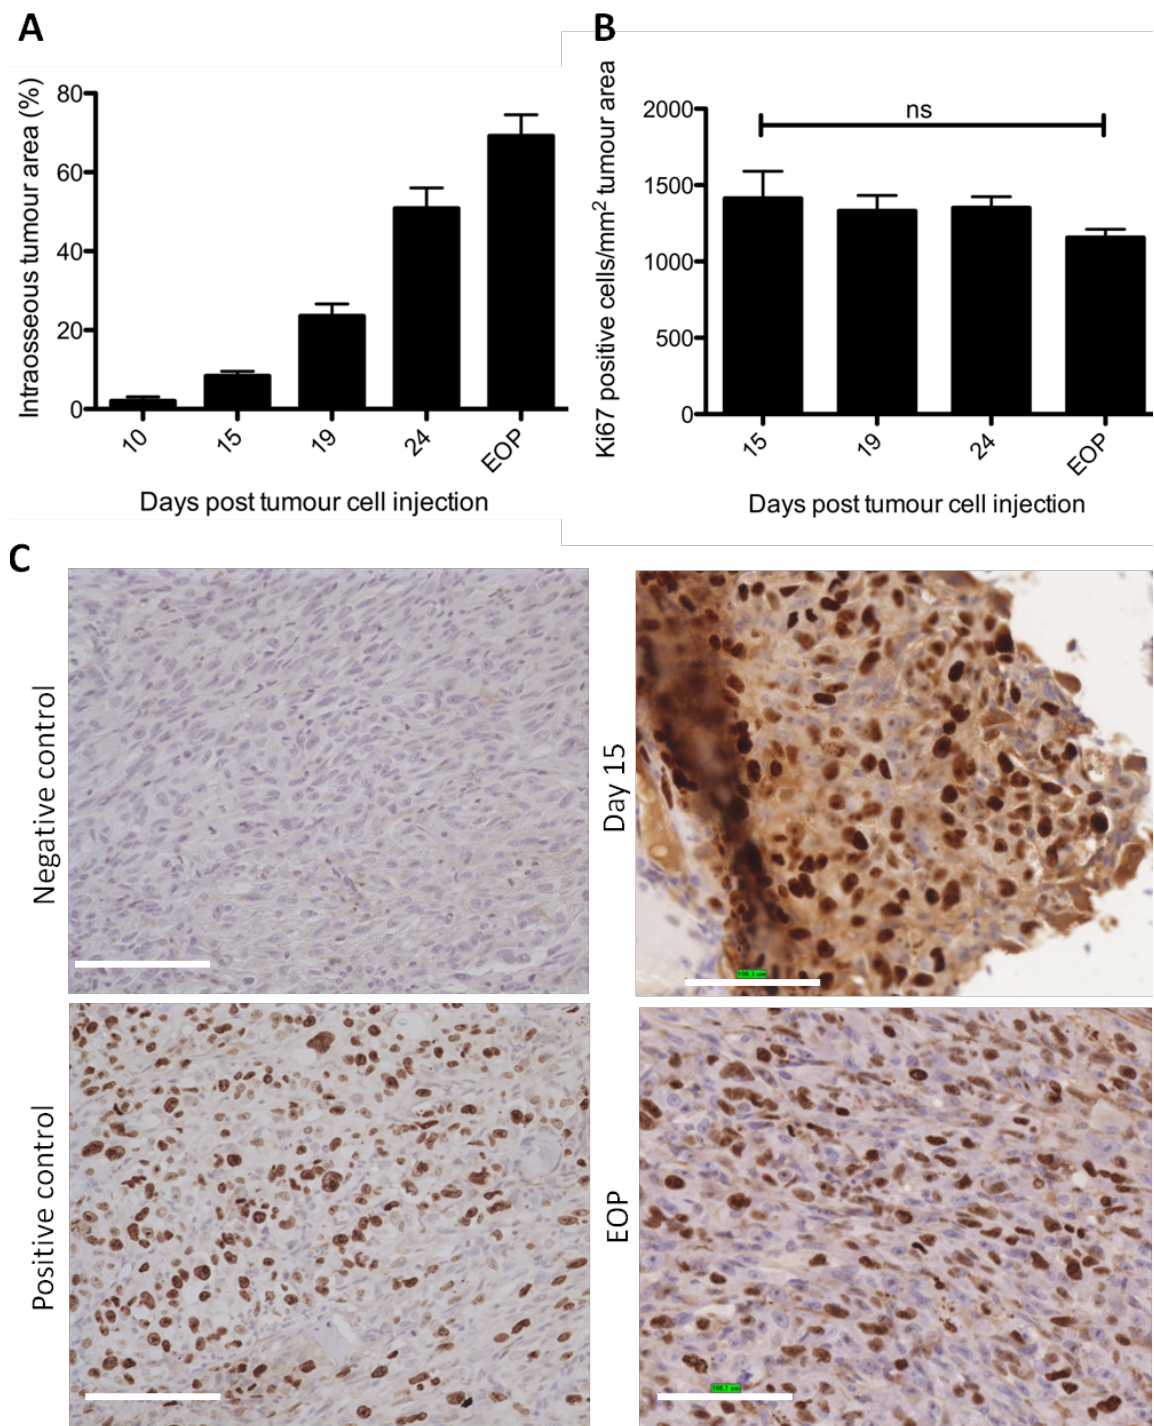 A
B
Intraosseous tumour area (%)
80
60
40
20
0
10
15
19
24
EOP
Days post tumour cell injection
Ki67 positive cells/mm² tumour area
2000
1500
1000
500
0
ns
15
19
24
EOP
Days post tumour cell injection
C
Negative control
Day 15
Positive control
EOP